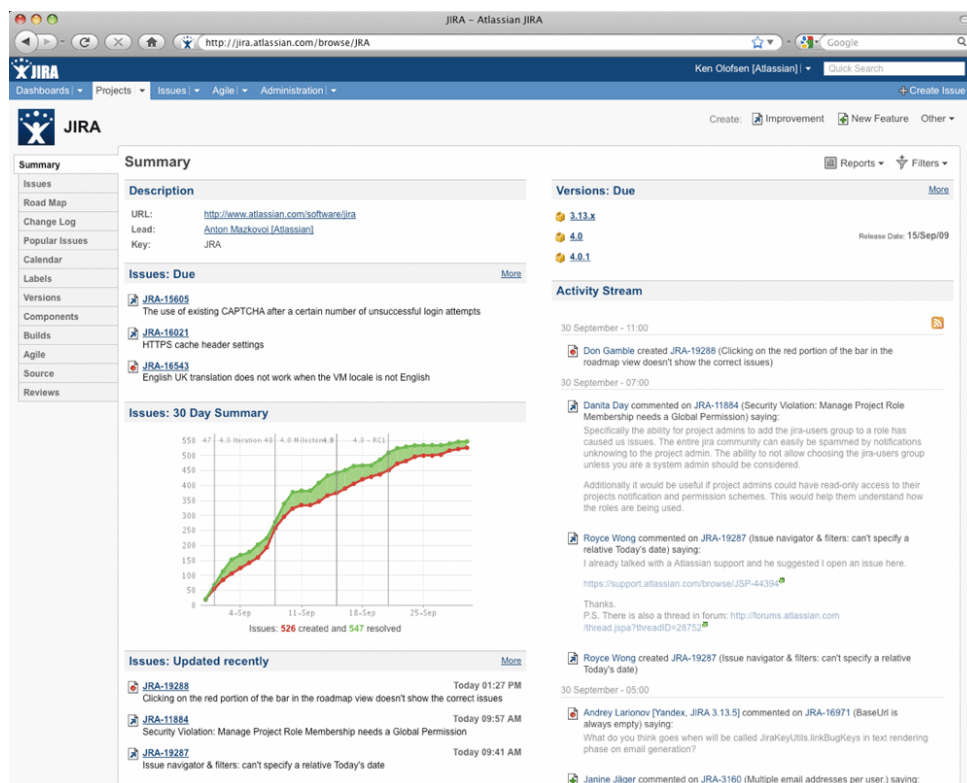 JIRA – Atlassian JIRA
http://jira.atlassian.com/browse/JRA
Google
JIRA
Ken Olofsen [Atlassian]
Quick Search
Dashboards
Projects
Issues
Agile
Administration
Create Issue
JIRA
Create:
Improvement
New Feature
Other
Summary
Issues
Road Map
Change Log
Popular Issues
Calendar
Labels
Versions
Components
Builds
Agile
Source
Reviews
Summary
Reports
Filters
Description
URL: http://www.atlassian.com/software/jira
Lead: Anton Mazkovoi [Atlassian]
Key: JRA
Issues: Due
More
JRA-15605
The use of existing CAPTCHA after a certain number of unsuccessful login attempts
JRA-16021
HTTPS cache header settings
JRA-16543
English UK translation does not work when the VM locale is not English
Issues: 30 Day Summary
47
4.0 Iteration 48
4.0 Milestone
4.0 – RC1
550
500
450
400
350
300
250
200
150
100
50
0
4-Sep
11-Sep
18-Sep
25-Sep
Issues: 526 created and 547 resolved
Issues: Updated recently
More
JRA-19288
Today 01:27 PM
Clicking on the red portion of the bar in the roadmap view doesn't show the correct issues
JRA-11884
Today 09:57 AM
Security Violation: Manage Project Role Membership needs a Global Permission
JRA-19287
Today 09:41 AM
Issue navigator & filters: can't specify a relative Today's date
Versions: Due
More
3.13.x
4.0
Release Date: 15/Sep/09
4.0.1
Activity Stream
30 September - 11:00
Don Gamble created JRA-19288 (Clicking on the red portion of the bar in the
roadmap view doesn't show the correct issues)
30 September - 07:00
Danita Day commented on JRA-11884 (Security Violation: Manage Project Role
Membership needs a Global Permission) saying:
Specifically the ability for project admins to add the jira-users group to a role has
caused us issues. The entire jira community can easily be spammed by notifications
unknowing to the project admin. The ability to not allow choosing the jira-users group
unless you are a system admin should be considered.
Additionally it would be useful if project admins could have read-only access to their
projects notification and permission schemes. This would help them understand how
the roles are being used.
Royce Wong commented on JRA-19287 (Issue navigator & filters: can't specify a
relative Today's date) saying:
I already talked with a Atlassian support and he suggested I open an issue here.
https://support.atlassian.com/browse/JSP-44394
Thanks.
P.S. There is also a thread in forum: http://forums.atlassian.com
/thread.jspa?threadID=28752
Royce Wong created JRA-19287 (Issue navigator & filters: can't specify a relative
Today's date)
30 September - 05:00
Andrey Larionov [Yandex, JIRA 3.13.5] commented on JRA-16971 (BaseUrl is
always empty) saying:
What do you think goes when will be called JiraKeyUtils.linkBugKeys in text rendering
phase on email generation?
Janine Jäger commented on JRA-3160 (Multiple email addresses per user.) saying: